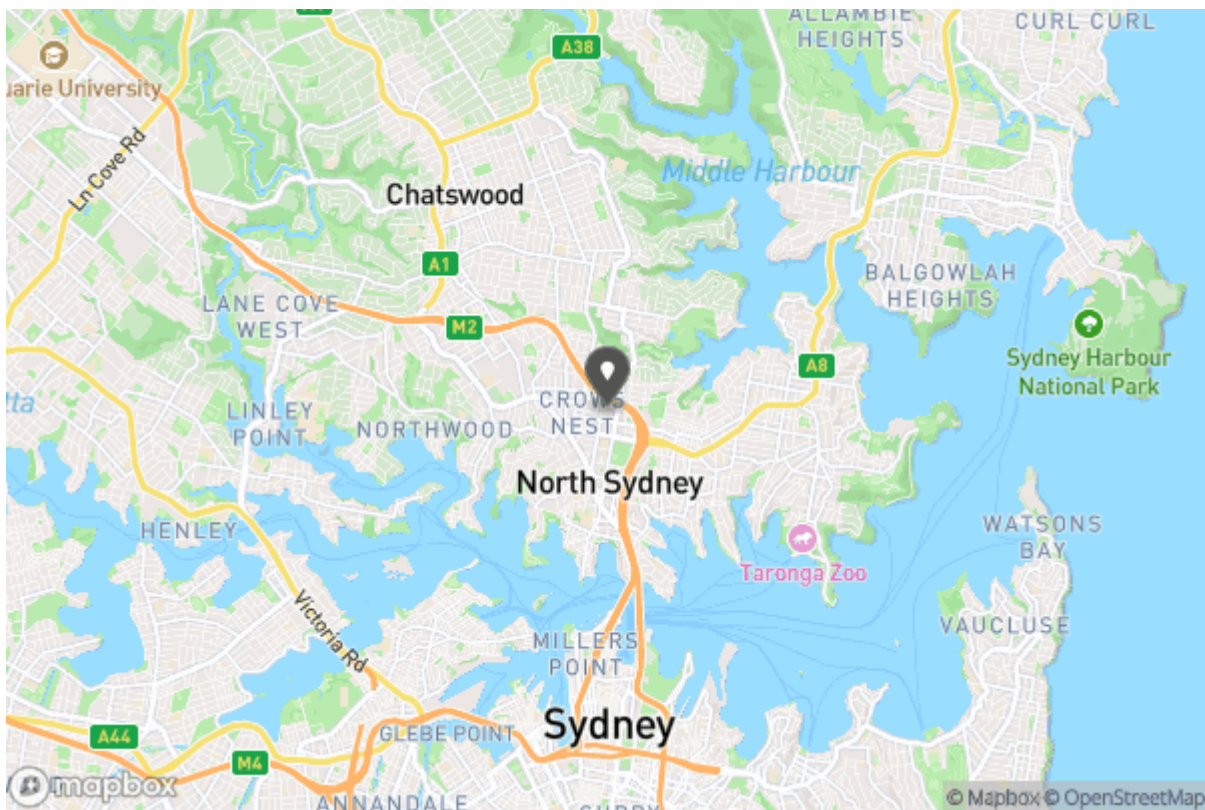 ALLAMBIE
HEIGHTS
CURL CURL
A38
uarie University
Ln Cove Rd
Middle Harbour
Chatswood
A1
BALGOWLAH
HEIGHTS
LANE COVE
WEST
M2
Sydney Harbour
National Park
A8
CROWS
NEST
LINLEY
POINT
NORTHWOOD
North Sydney
HENLEY
WATSONS
BAY
Taronga Zoo
Victoria Rd
VAUCLUSE
MILLERS
POINT
Sydney
GLEBE POINT
A44
M4
mapbox
ANNANDALE
© Mapbox © OpenStreetMap